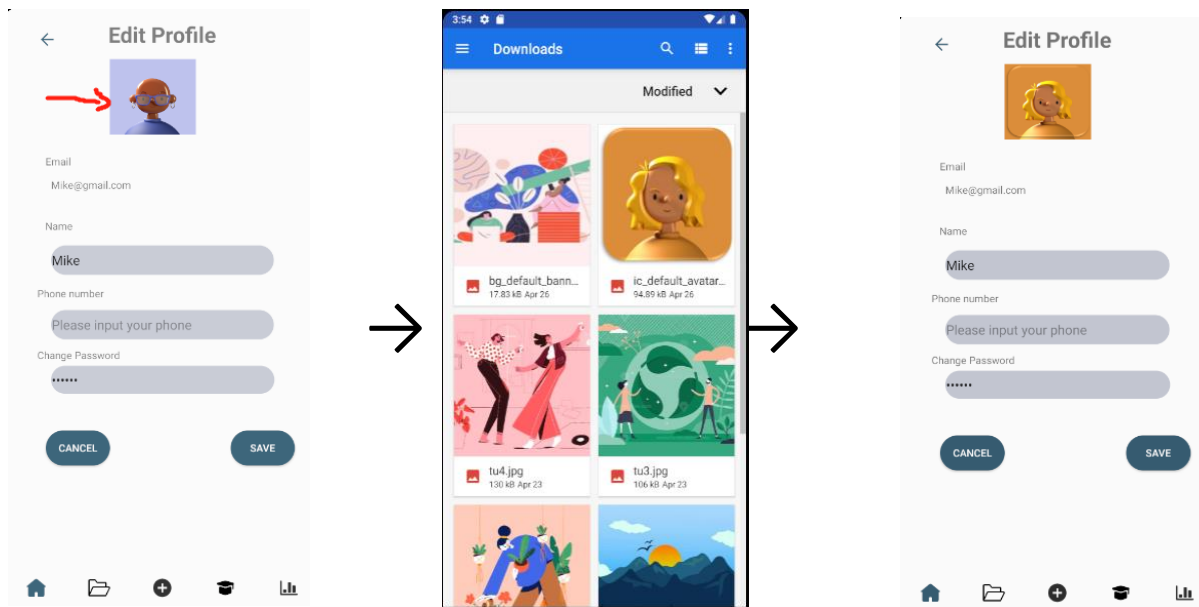 Edit Profile
Email
Mike@gmail.com
Name
Mike
Phone number
Please input your phone
Change Password
••••••
CANCEL
SAVE
3:54
Downloads
Modified
bg_default_bann...
17.83 kB Apr 26
ic_default_avatar...
94.89 kB Apr 26
tu4.jpg
130 kB Apr 23
tu3.jpg
106 kB Apr 23
Edit Profile
Email
Mike@gmail.com
Name
Mike
Phone number
Please input your phone
Change Password
••••••
CANCEL
SAVE